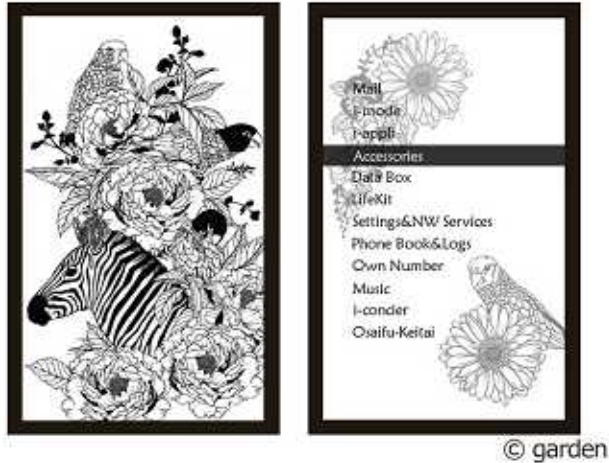 Mail
i-mode
i-appli
Accessories
Data Box
LifeKit
Settings&NW Services
Phone Book&Logs
Own Number
Music
i-conder
Osaifu-Keitai
© garden